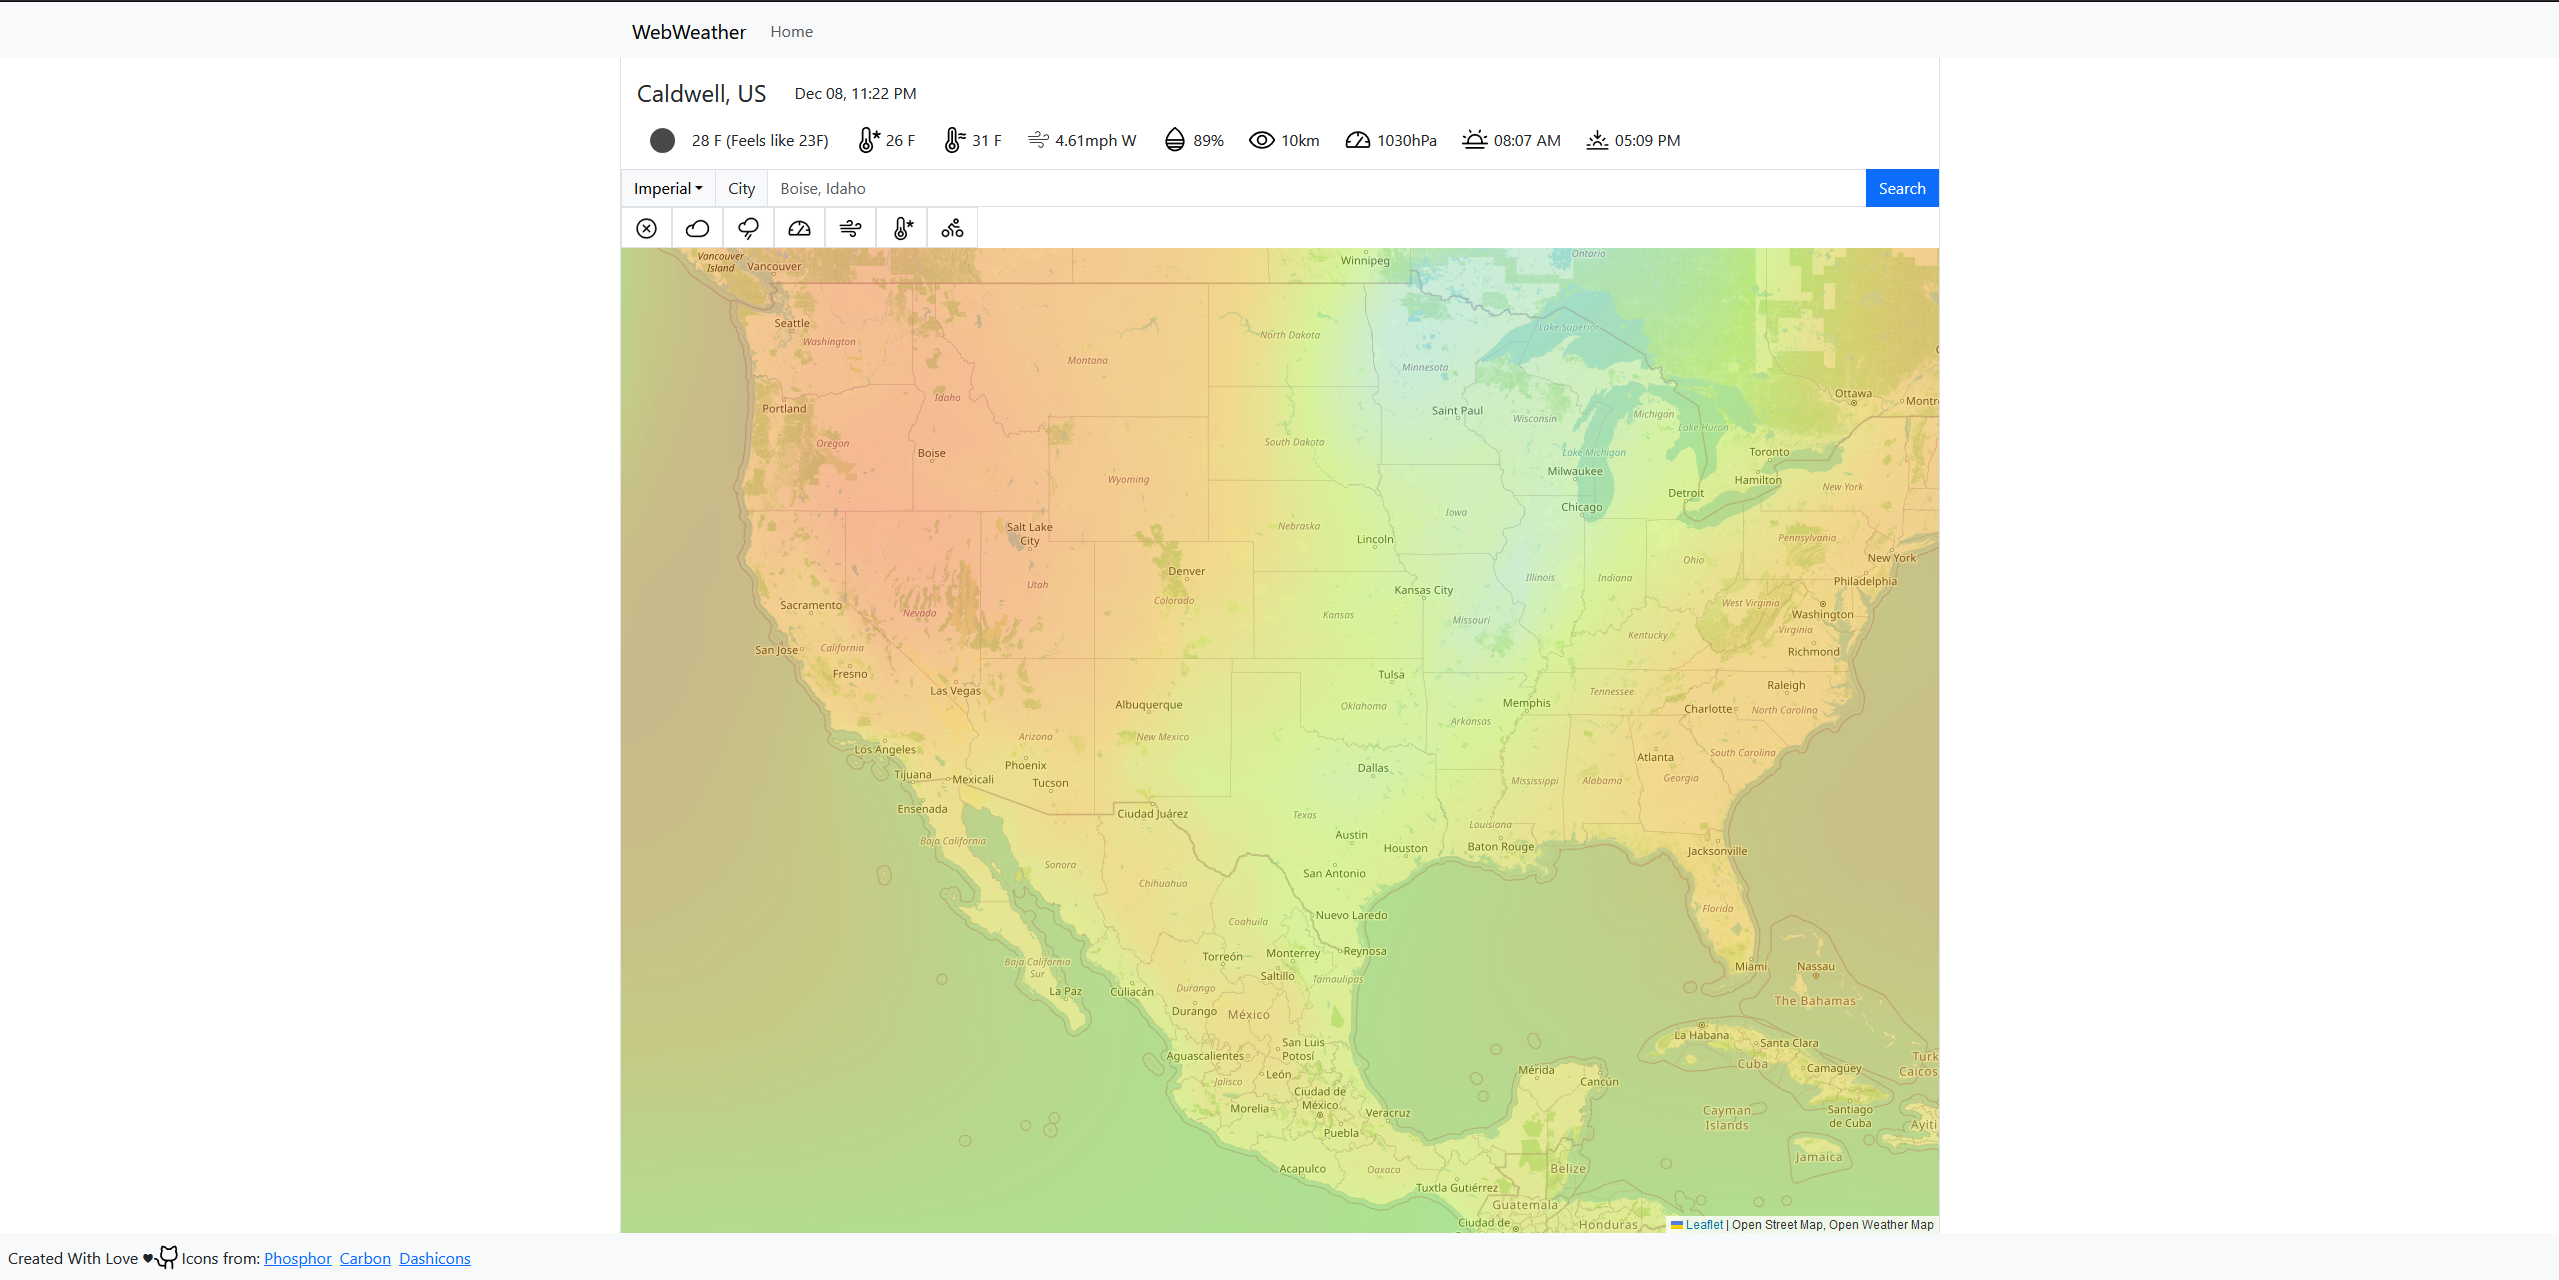 WebWeather Home
Caldwell, US Dec 08, 11:22 PM
28 F (Feels like 23F) 26 F 31 F 4.61mph W 89% 10km 1030hPa 08:07 AM 05:09 PM
Imperial City Boise, Idaho Search
Vancouver Island
Vancouver
Winnipeg
Ontario
Seattle
Washington
Montana
North Dakota
Lake Superior
Minnesota
Portland
Idaho
Oregon
Boise
South Dakota
Saint Paul
Wisconsin
Michigan
Lake Huron
Ottawa
Montre
Wyoming
Lake Michigan
Milwaukee
Toronto
Hamilton
Detroit
New York
Chicago
Iowa
Salt Lake City
Nebraska
Lincoln
Pennsylvania
New York
Ohio
Utah
Denver
Colorado
Illinois
Indiana
Philadelphia
Kansas City
Kansas
Missouri
Sacramento
Nevada
West Virginia
Washington
Virginia
Kentucky
Richmond
San Jose
California
Fresno
Las Vegas
Tulsa
Raleigh
Tennessee
Albuquerque
Oklahoma
Memphis
Charlotte
North Carolina
Arkansas
Arizona
New Mexico
Los Angeles
South Carolina
Atlanta
Phoenix
Dallas
Tijuana
Mexicali
Tucson
Mississippi
Alabama
Georgia
Ensenada
Ciudad Juárez
Texas
Louisiana
Austin
Houston
Baton Rouge
Jacksonville
Baja California
Sonora
San Antonio
Chihuahua
Florida
Coahuila
Nuevo Laredo
Torreón
Monterrey
Reynosa
Baja California Sur
Saltillo
Tamaulipas
Miami
Nassau
La Paz
Culiacán
Durango
Durango
México
The Bahamas
La Habana
Santa Clara
San Luis Potosí
Aguascalientes
Cuba
Camagüey
Turk
Caicos
León
Jalisco
Mérida
Cancún
Ciudad de México
Morelia
Veracruz
Cayman Islands
Santiago de Cuba
Ayiti
Puebla
Jamaica
Acapulco
Oaxaca
Belize
Tuxtla Gutiérrez
Guatemala
Ciudad de
Honduras
Leaflet | Open Street Map, Open Weather Map
Created With Love ♥ Icons from: Phosphor Carbon Dashicons